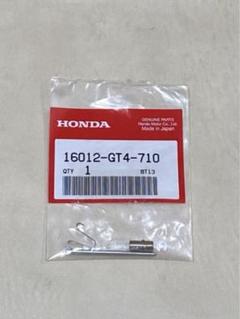 GENUINE PARTS
Honda Motor Co., Ltd.
Made in Japan
HONDA
16012-GT4-710
QTY 1 BT13